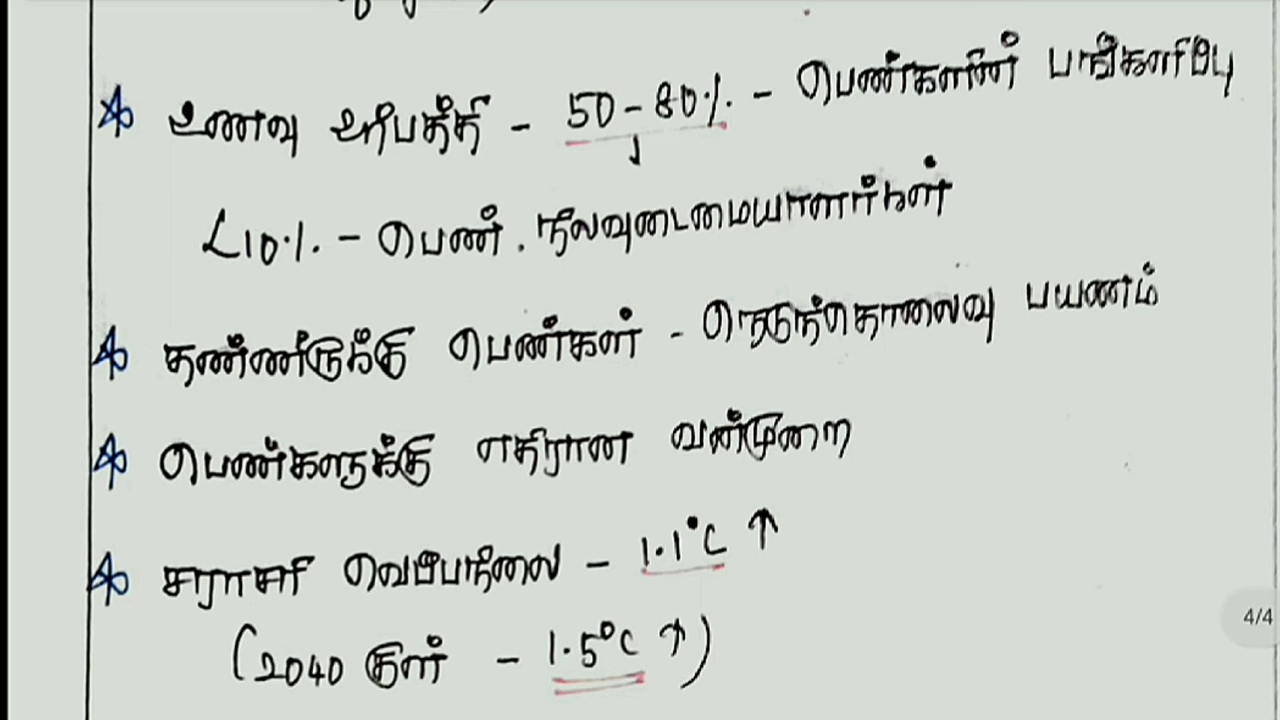 * உணவு உற்பத்தி - 50-80% - பெண்களின் பங்களிப்பு
<10% - பெண் . நிலவுடைமையாளர்கள்
* தண்ணீருக்கு பெண்கள் - நெடுந்தொலைவு பயணம்
* பெண்களுக்கு எதிரான வன்முறை
* சராசரி வெப்பநிலை - 1.1°C ↑
(2040 குள் - 1.5°C ↑)
4/4